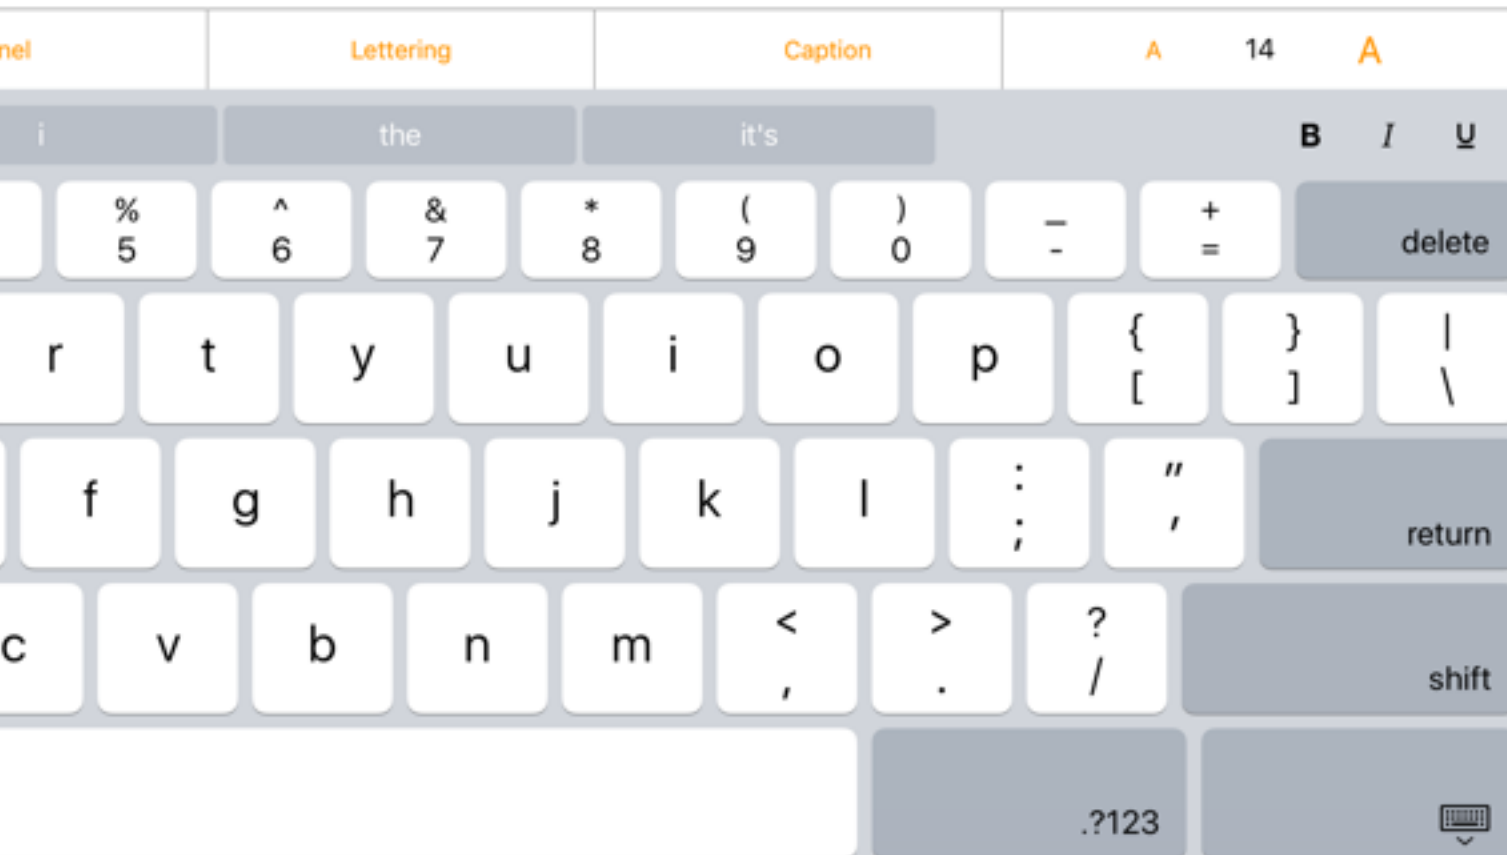 nel Lettering Caption A 14 A
i the it's B I U
% ^ & * ( ) _ +
5 6 7 8 9 0 - = delete
r t y u i o p { } |
[ ] \
f g h j k l : "
; ' return
c v b n m < > ?
, . / shift
.?123